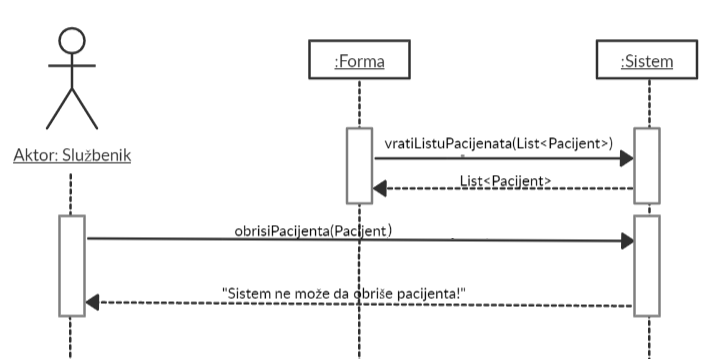 :Forma
:Sistem
Aktor: Službenik
vratiListuPacijenata(List<Pacijent>)
List<Pacijent>
obrisiPacijenta(Pacijent)
"Sistem ne može da obriše pacijenta!"